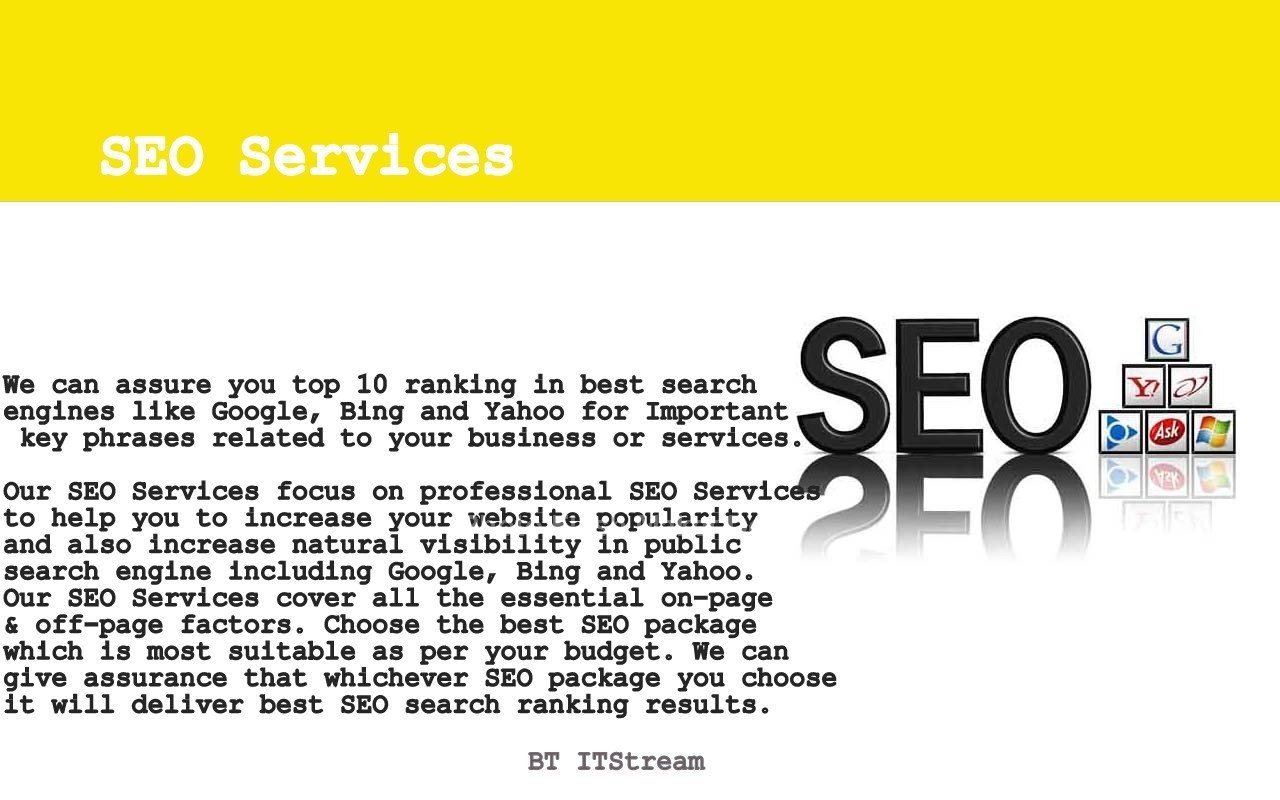 SEO Services
We can assure you top 10 ranking in best search
engines like Google, Bing and Yahoo for Important
key phrases related to your business or services.
Our SEO Services focus on professional SEO Services
to help you to increase your website popularity
and also increase natural visibility in public
search engine including Google, Bing and Yahoo.
Our SEO Services cover all the essential on-page
& off-page factors. Choose the best SEO package
which is most suitable as per your budget. We can
give assurance that whichever SEO package you choose
it will deliver best SEO search ranking results.
SEO
G
Y!
Ask
BT ITStream